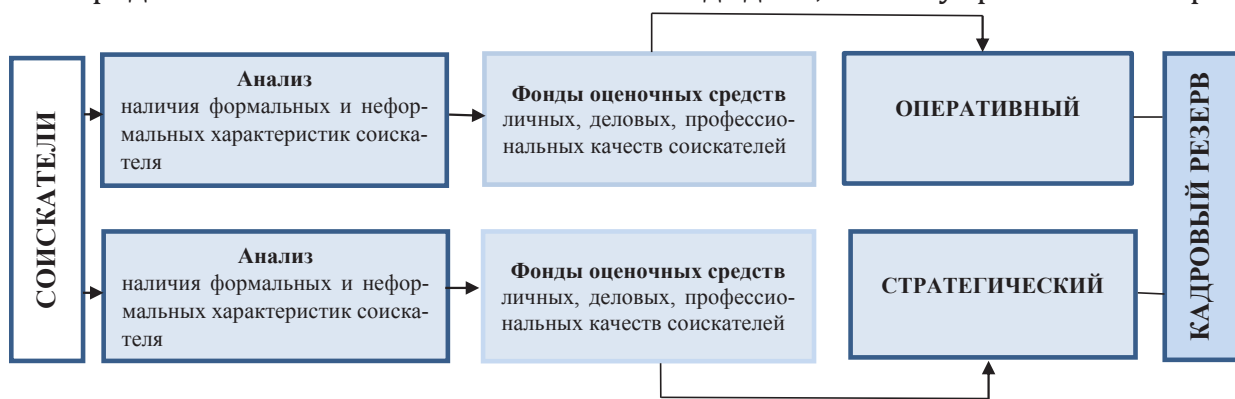 СОИСКАТЕЛИ
Анализ
наличия формальных и нефор-
мальных характеристик соиска-
теля
Фонды оценочных средств
личных, деловых, профессио-
нальных качеств соискателей
ОПЕРАТИВНЫЙ
Анализ
наличия формальных и нефор-
мальных характеристик соиска-
теля
Фонды оценочных средств
личных, деловых, профессио-
нальных качеств соискателей
СТРАТЕГИЧЕСКИЙ
КАДРОВЫЙ РЕЗЕРВ